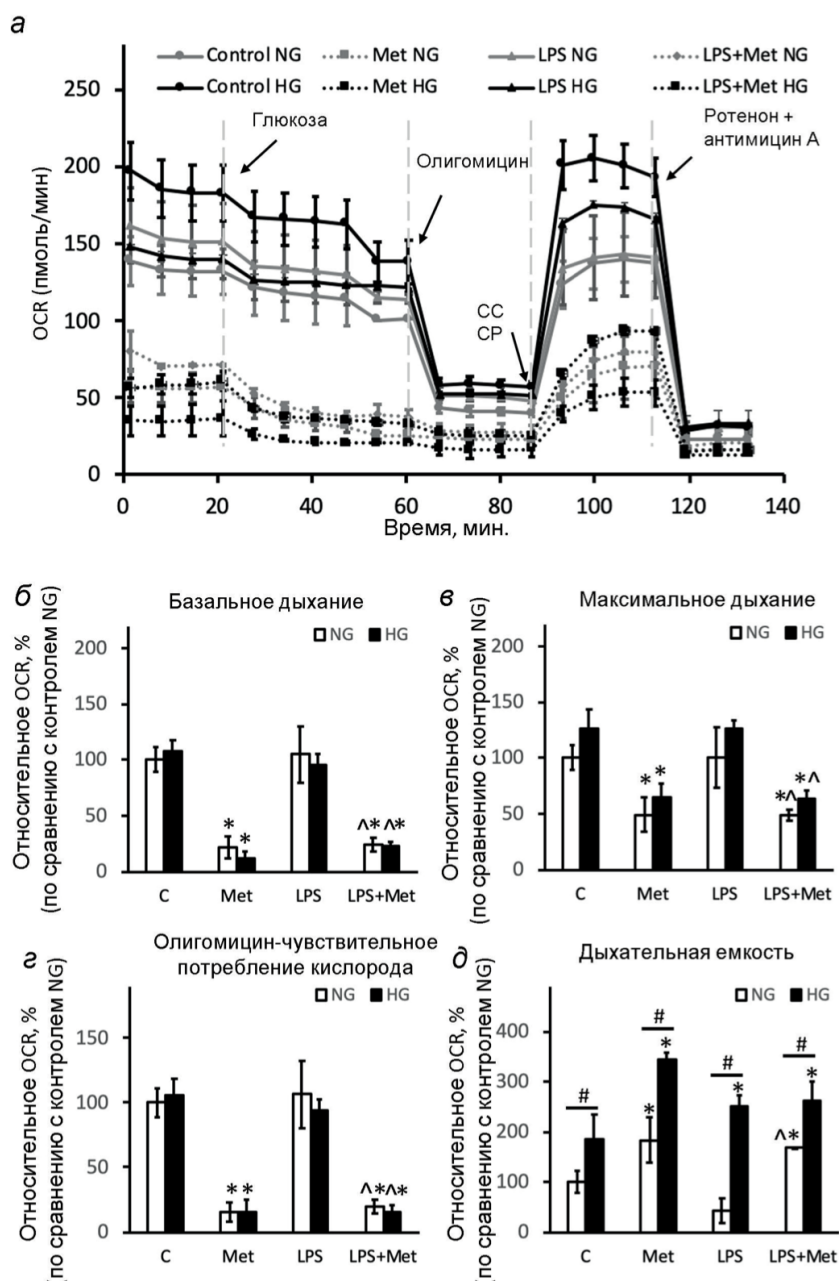 а
Control NG Met NG LPS NG LPS+Met NG
Control HG Met HG LPS HG LPS+Met HG
250
200
150
100
50
0
OCR (пмоль/мин)
Глюкоза
Олигомицин
CC
CP
Ротенон +
антимицин А
0 20 40 60 80 100 120 140
Время, мин.
б
Базальное дыхание
NG HG
Относительное OCR, %
(по сравнению с контролем NG)
100
150
100
50
0
* * ^* ^*
C Met LPS LPS+Met
в
Максимальное дыхание
NG HG
Относительное OCR, %
(по сравнению с контролем NG)
100
150
100
50
0
* * *^ *^
C Met LPS LPS+Met
г
Олигомицин-чувствительное
потребление кислорода
NG HG
Относительное OCR, %
(по сравнению с контролем NG)
150
100
50
0
* * ^* ^*
C Met LPS LPS+Met
д
Дыхательная емкость
NG HG
Относительное OCR, %
(по сравнению с контролем NG)
400
300
200
100
0
# # # #
* * * ^* *
C Met LPS LPS+Met